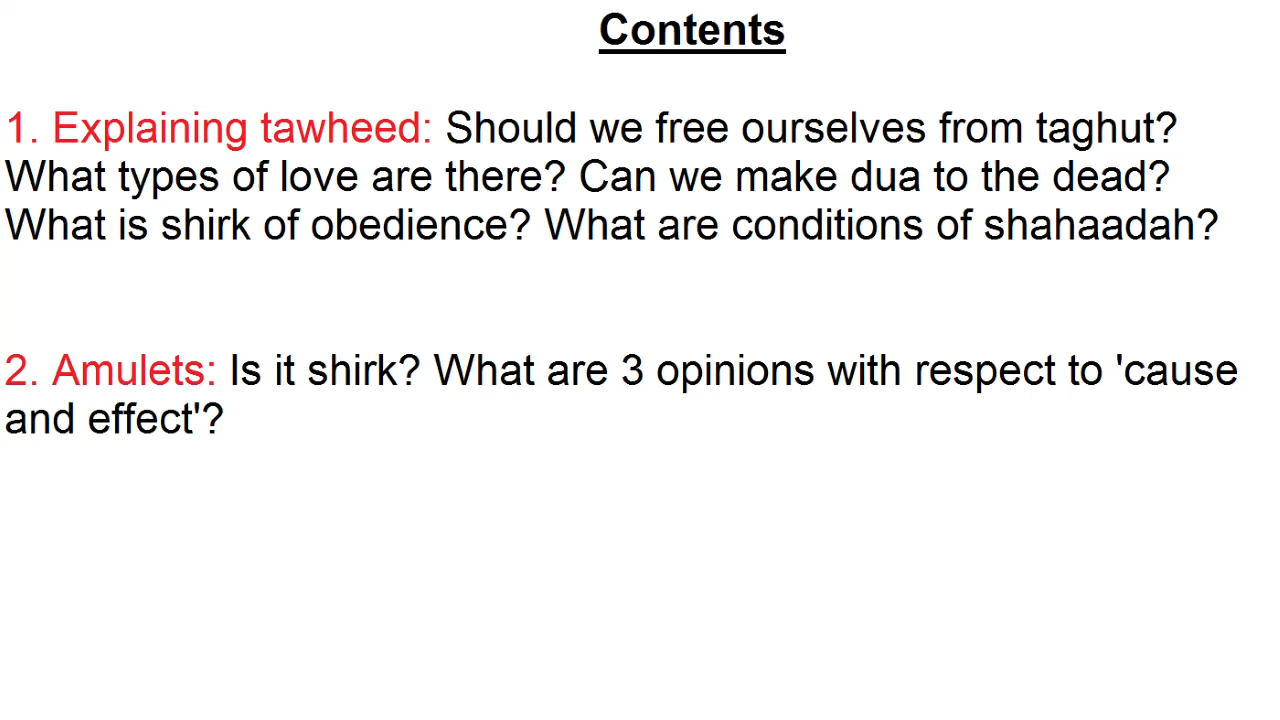 Contents
1. Explaining tawheed: Should we free ourselves from taghut?
What types of love are there? Can we make dua to the dead?
What is shirk of obedience? What are conditions of shahaadah?
2. Amulets: Is it shirk? What are 3 opinions with respect to 'cause
and effect'?